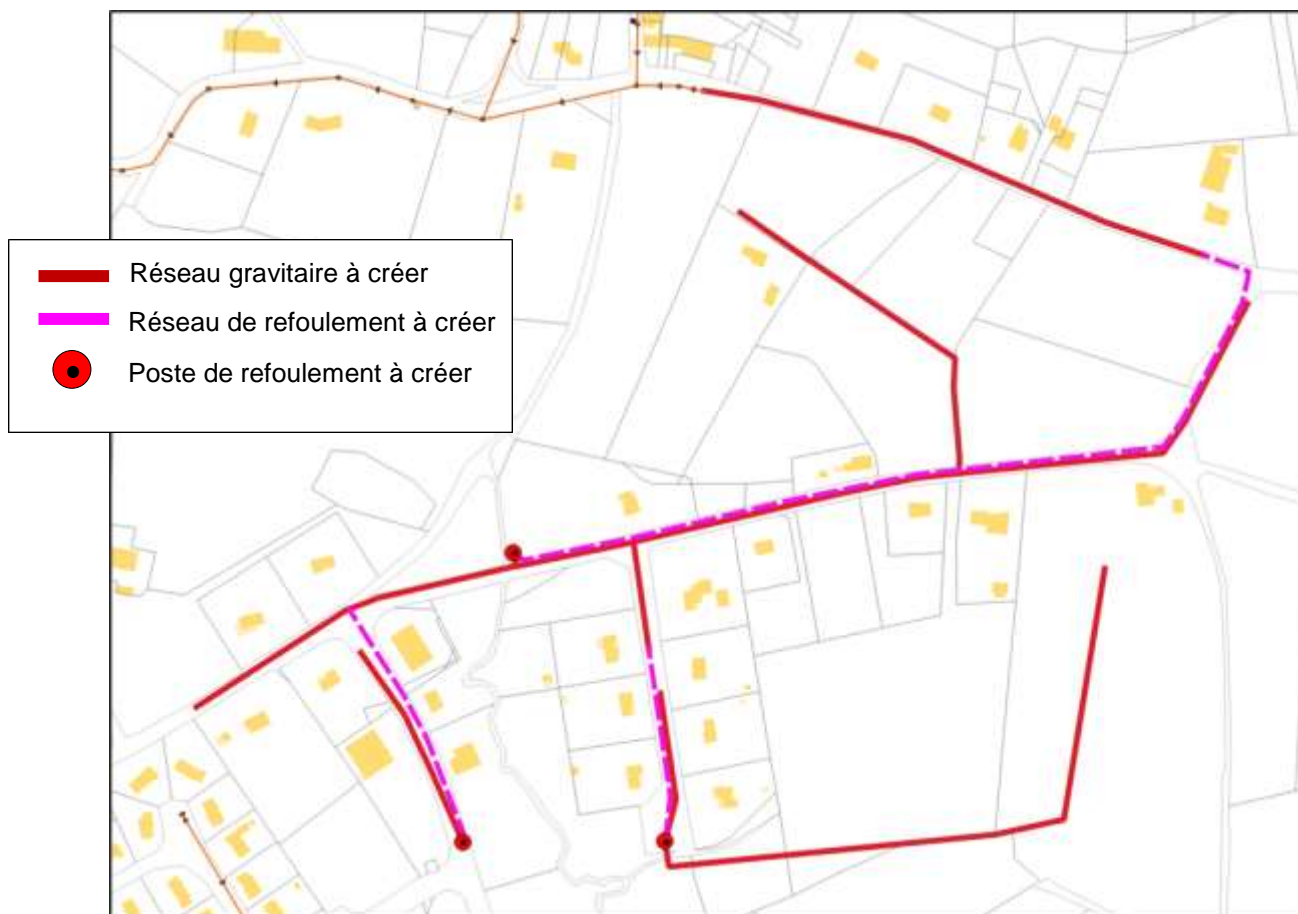 Réseau gravitaire à créer
Réseau de refoulement à créer
Poste de refoulement à créer